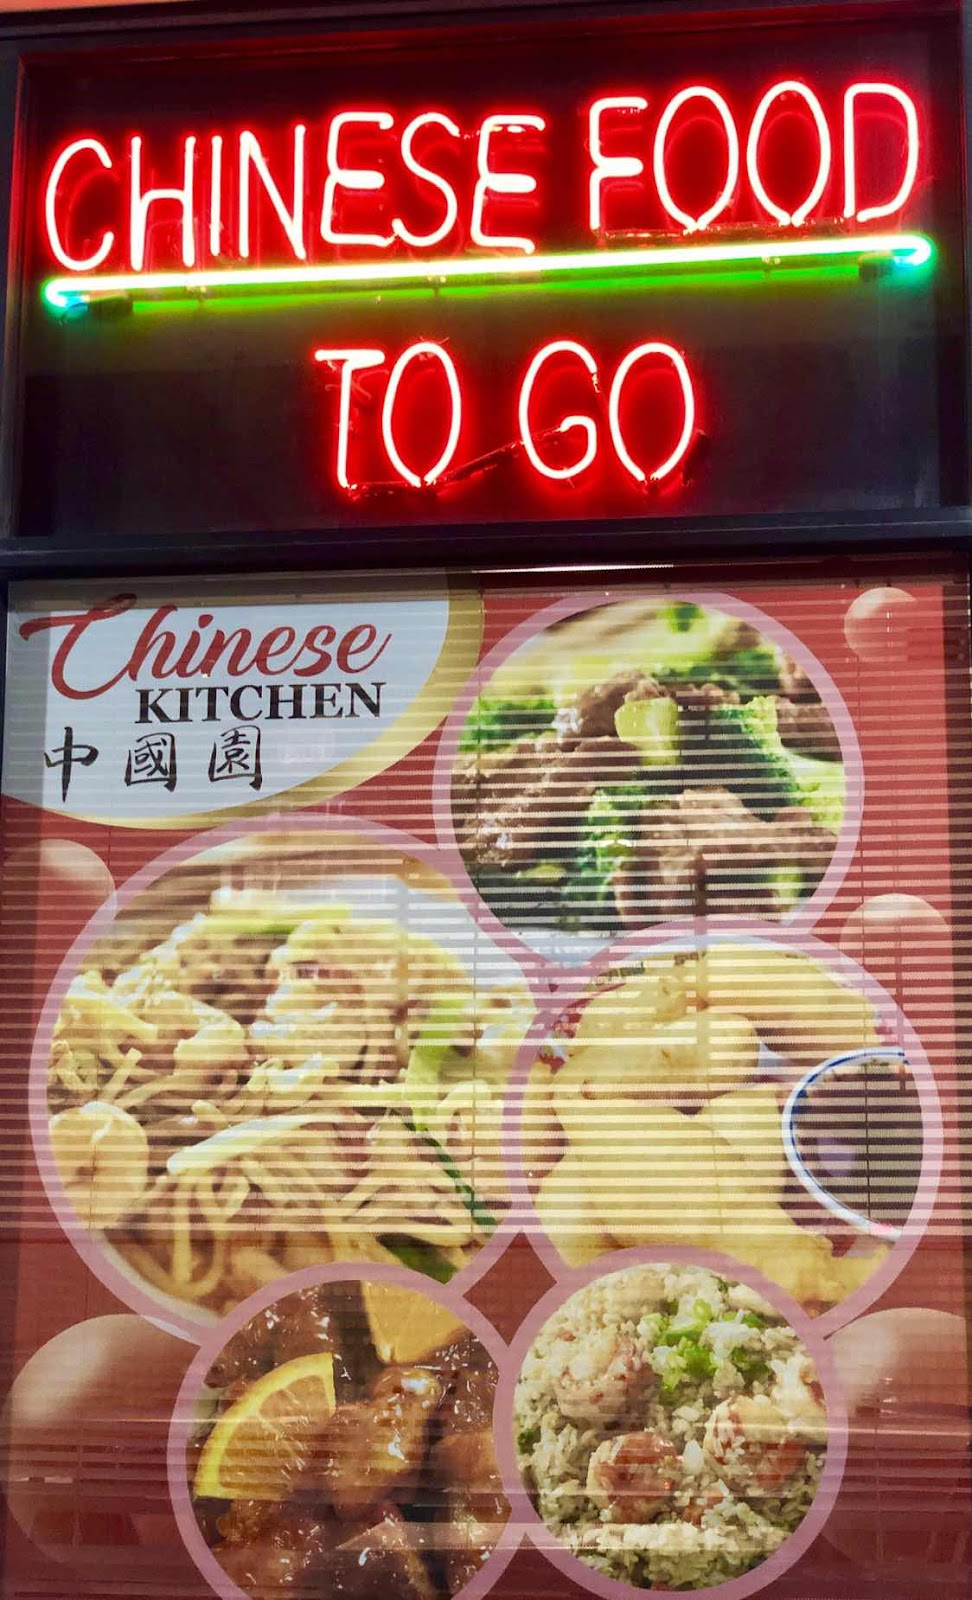 CHINESE FOOD
TO GO
Chinese
KITCHEN
中國園